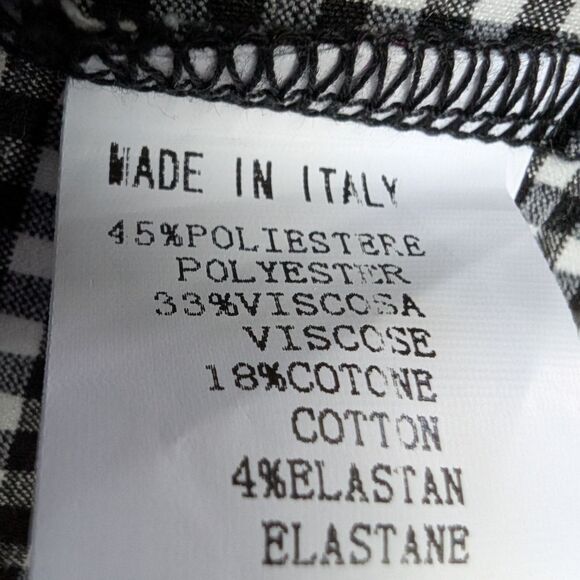 MADE IN ITALY
45%POLIESTERE
POLYESTER
33%VISCOSA
VISCOSE
18%COTONE
COTTON
4%ELASTAN
ELASTANE